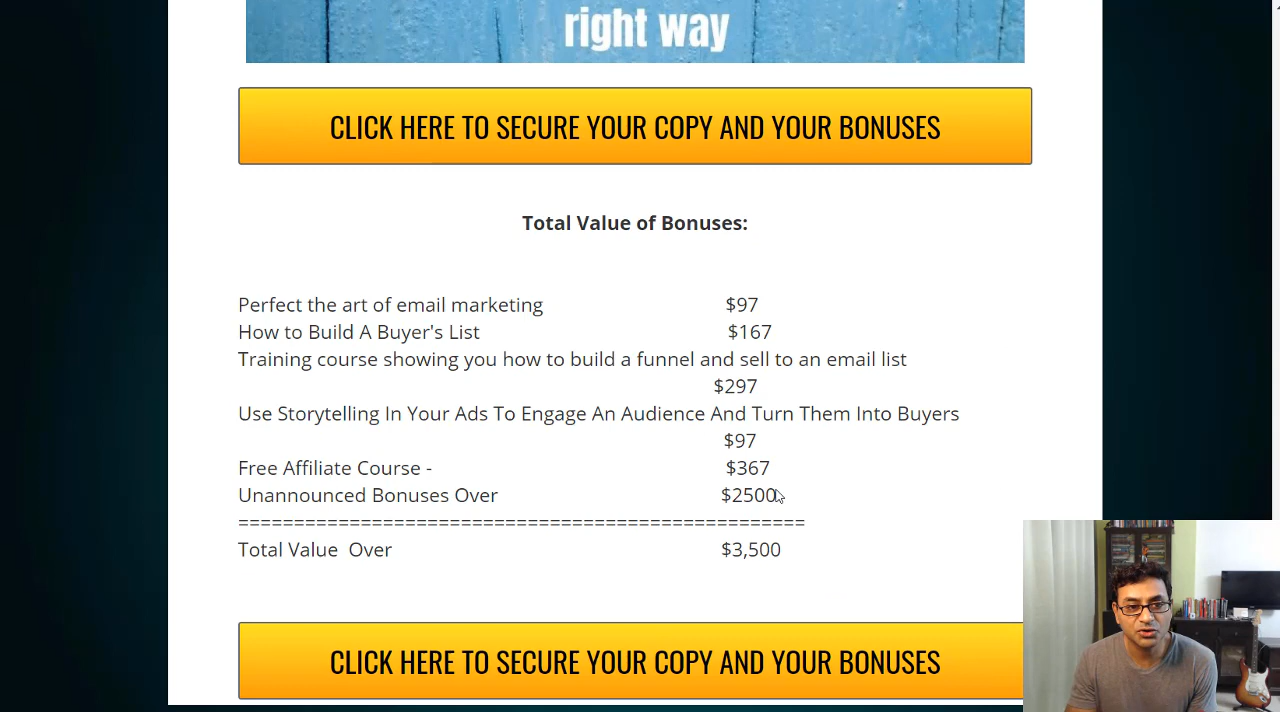 right way
CLICK HERE TO SECURE YOUR COPY AND YOUR BONUSES
Total Value of Bonuses:
Perfect the art of email marketing $97
How to Build A Buyer's List $167
Training course showing you how to build a funnel and sell to an email list
$297
Use Storytelling In Your Ads To Engage An Audience And Turn Them Into Buyers
$97
Free Affiliate Course - $367
Unannounced Bonuses Over $2500
===================================================
Total Value  Over $3,500
CLICK HERE TO SECURE YOUR COPY AND YOUR BONUSES